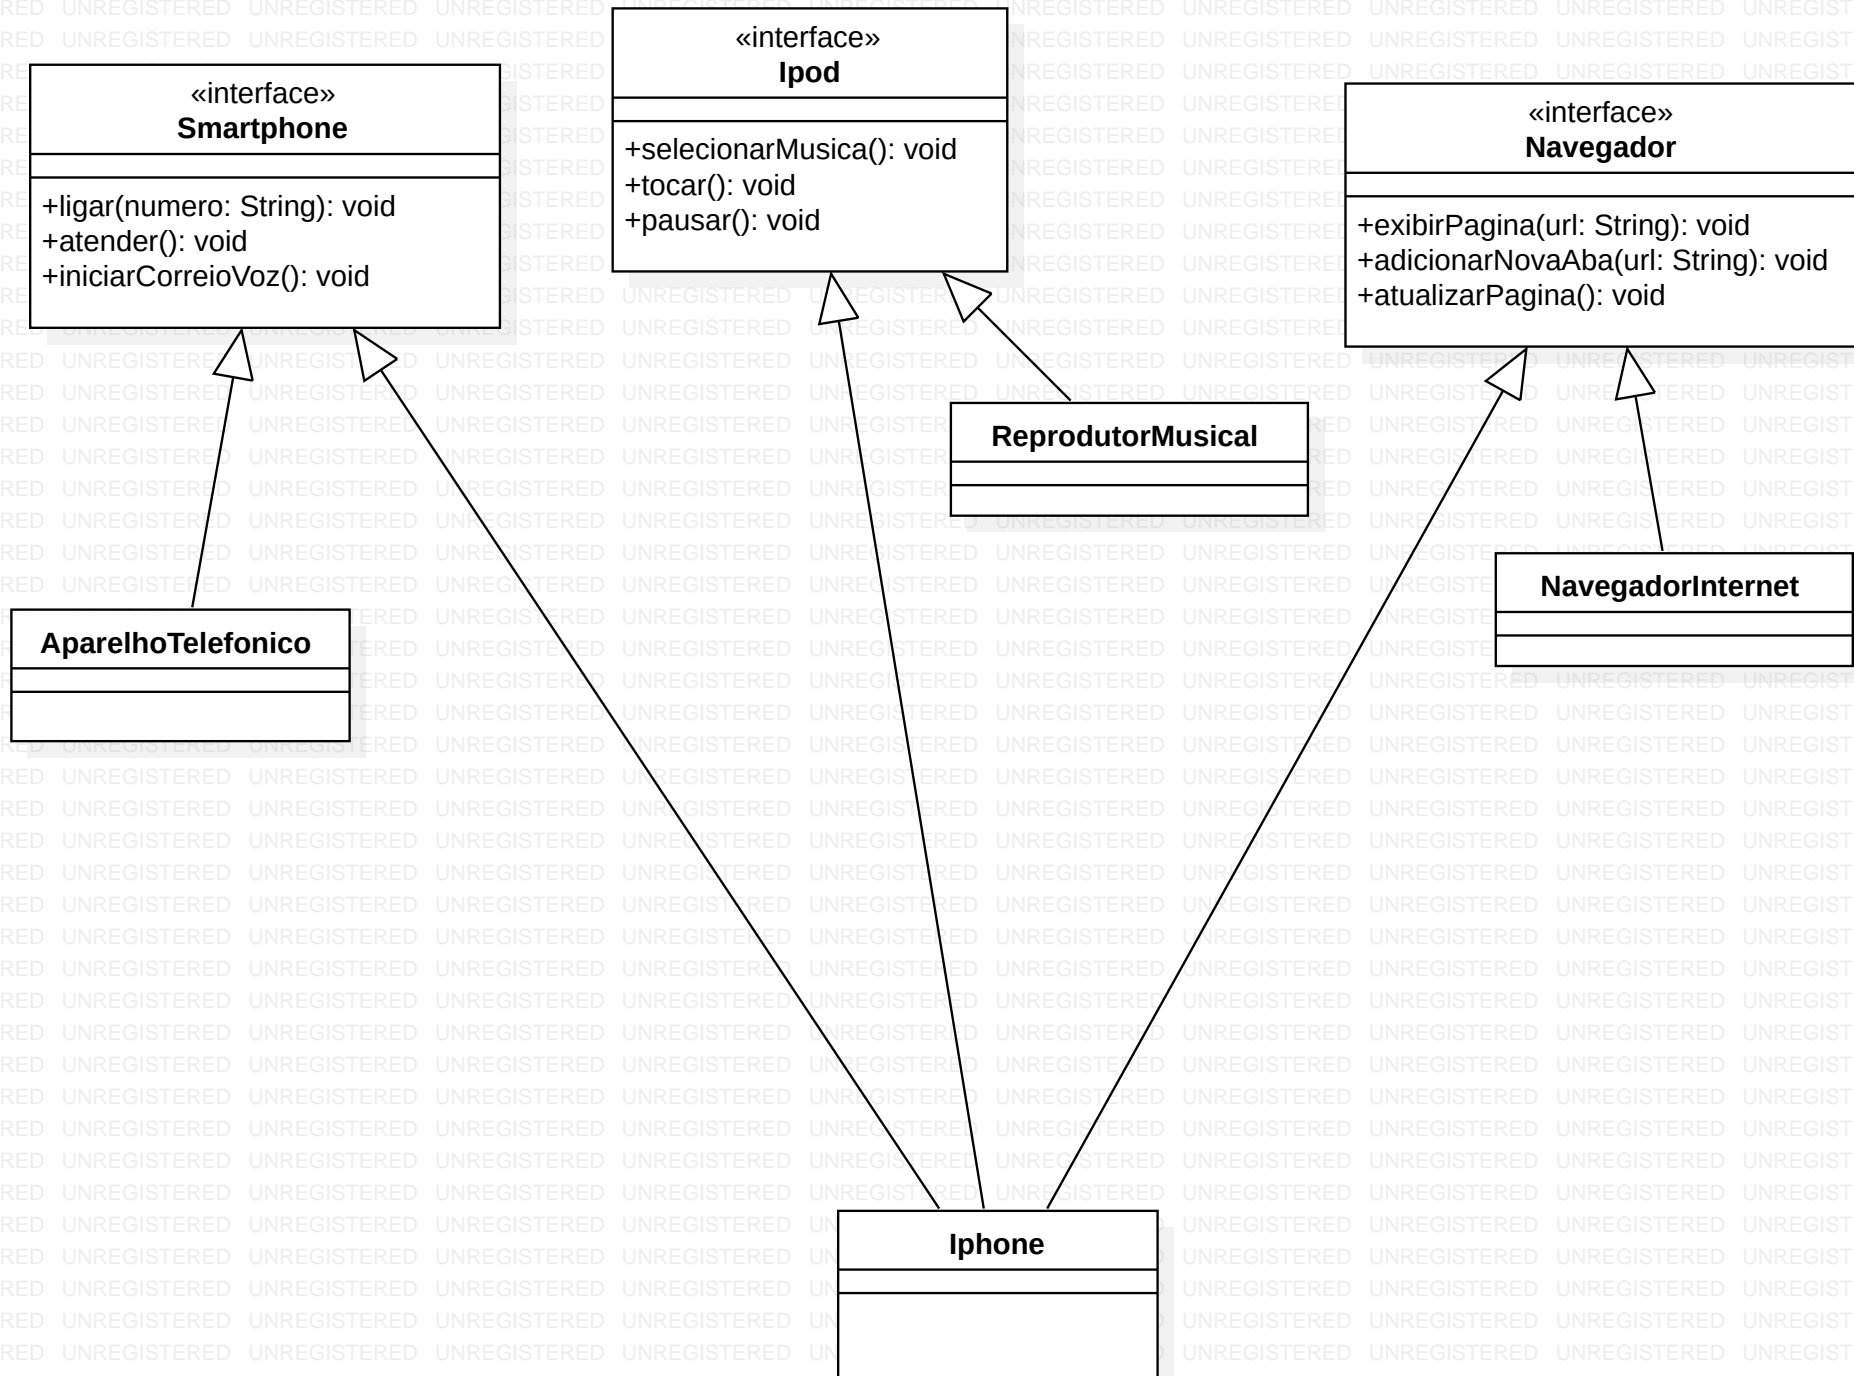 «interface»
Smartphone
+ligar(numero: String): void
+atender(): void
+iniciarCorreioVoz(): void
«interface»
Ipod
+selecionarMusica(): void
+tocar(): void
+pausar(): void
«interface»
Navegador
+exibirPagina(url: String): void
+adicionarNovaAba(url: String): void
+atualizarPagina(): void
ReprodutorMusical
NavegadorInternet
AparelhoTelefonico
Iphone
UNREGISTERED